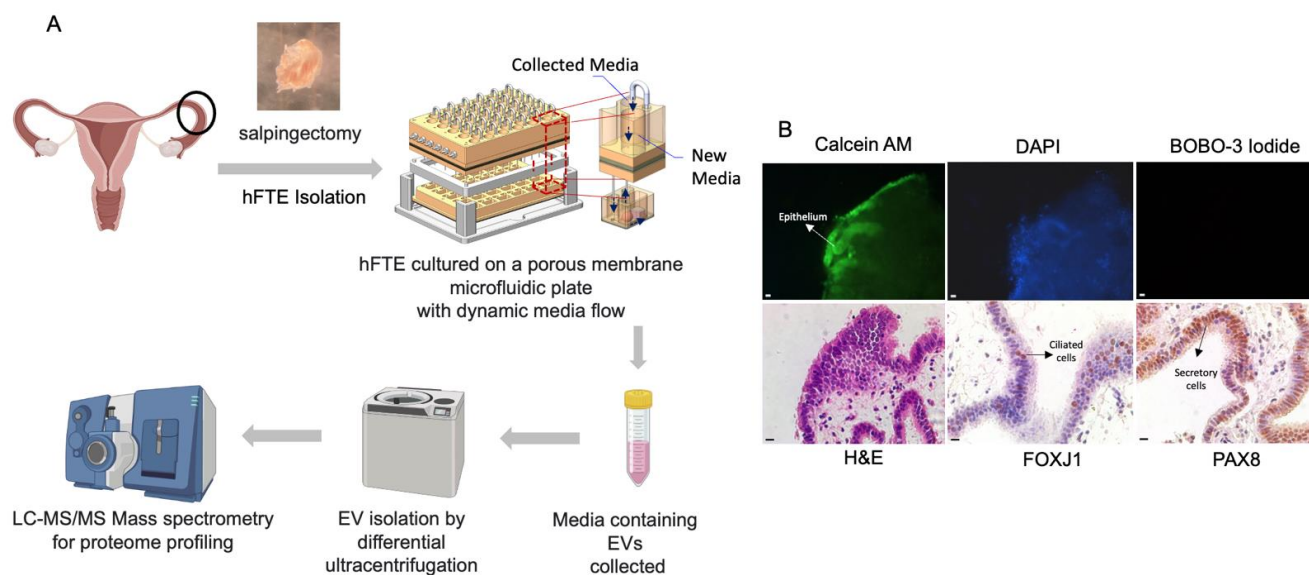 A
salpingectomy
hFTE Isolation
Collected Media
New
Media
hFTE cultured on a porous membrane
microfluidic plate
with dynamic media flow
Media containing
EVs
collected
EV isolation by
differential
ultracentrifugation
LC-MS/MS Mass spectrometry
for proteome profiling
B
Calcein AM
DAPI
BOBO-3 Iodide
Epithelium
Ciliated
cells
Secretory
cells
H&E
FOXJ1
PAX8